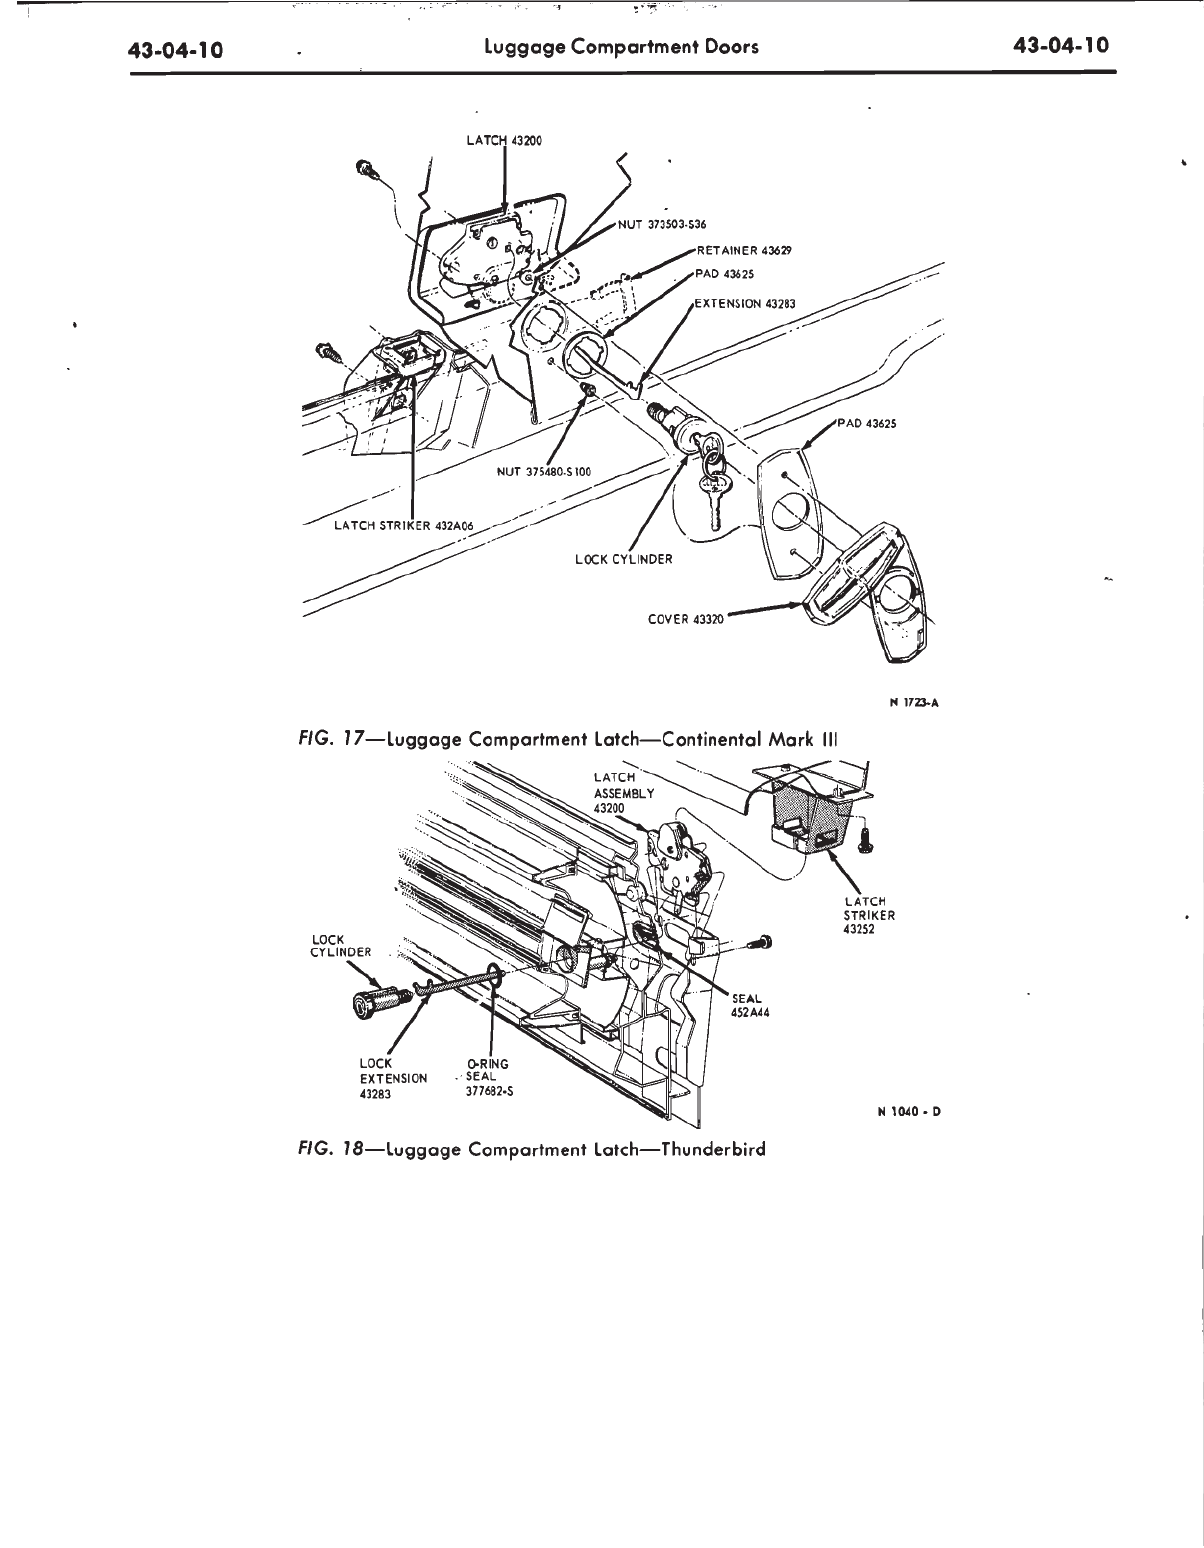 43-04-10
Luggage Compartment Doors
43-04-10
LATCH 43200
NUT 373503-S36
RETAINER 43629
PAD 43625
EXTENSION 43283
PAD 43625
NUT 375480-S100
LATCH STRIKER 432A06
LOCK CYLINDER
COVER 43320
N 1723-A
FIG. 17—Luggage Compartment Latch—Continental Mark III
LATCH
ASSEMBLY
43200
LATCH
STRIKER
43252
LOCK
CYLINDER
SEAL
452A44
LOCK
EXTENSION
43283
O-RING
SEAL
377682-S
N 1040 - D
FIG. 18—Luggage Compartment Latch—Thunderbird